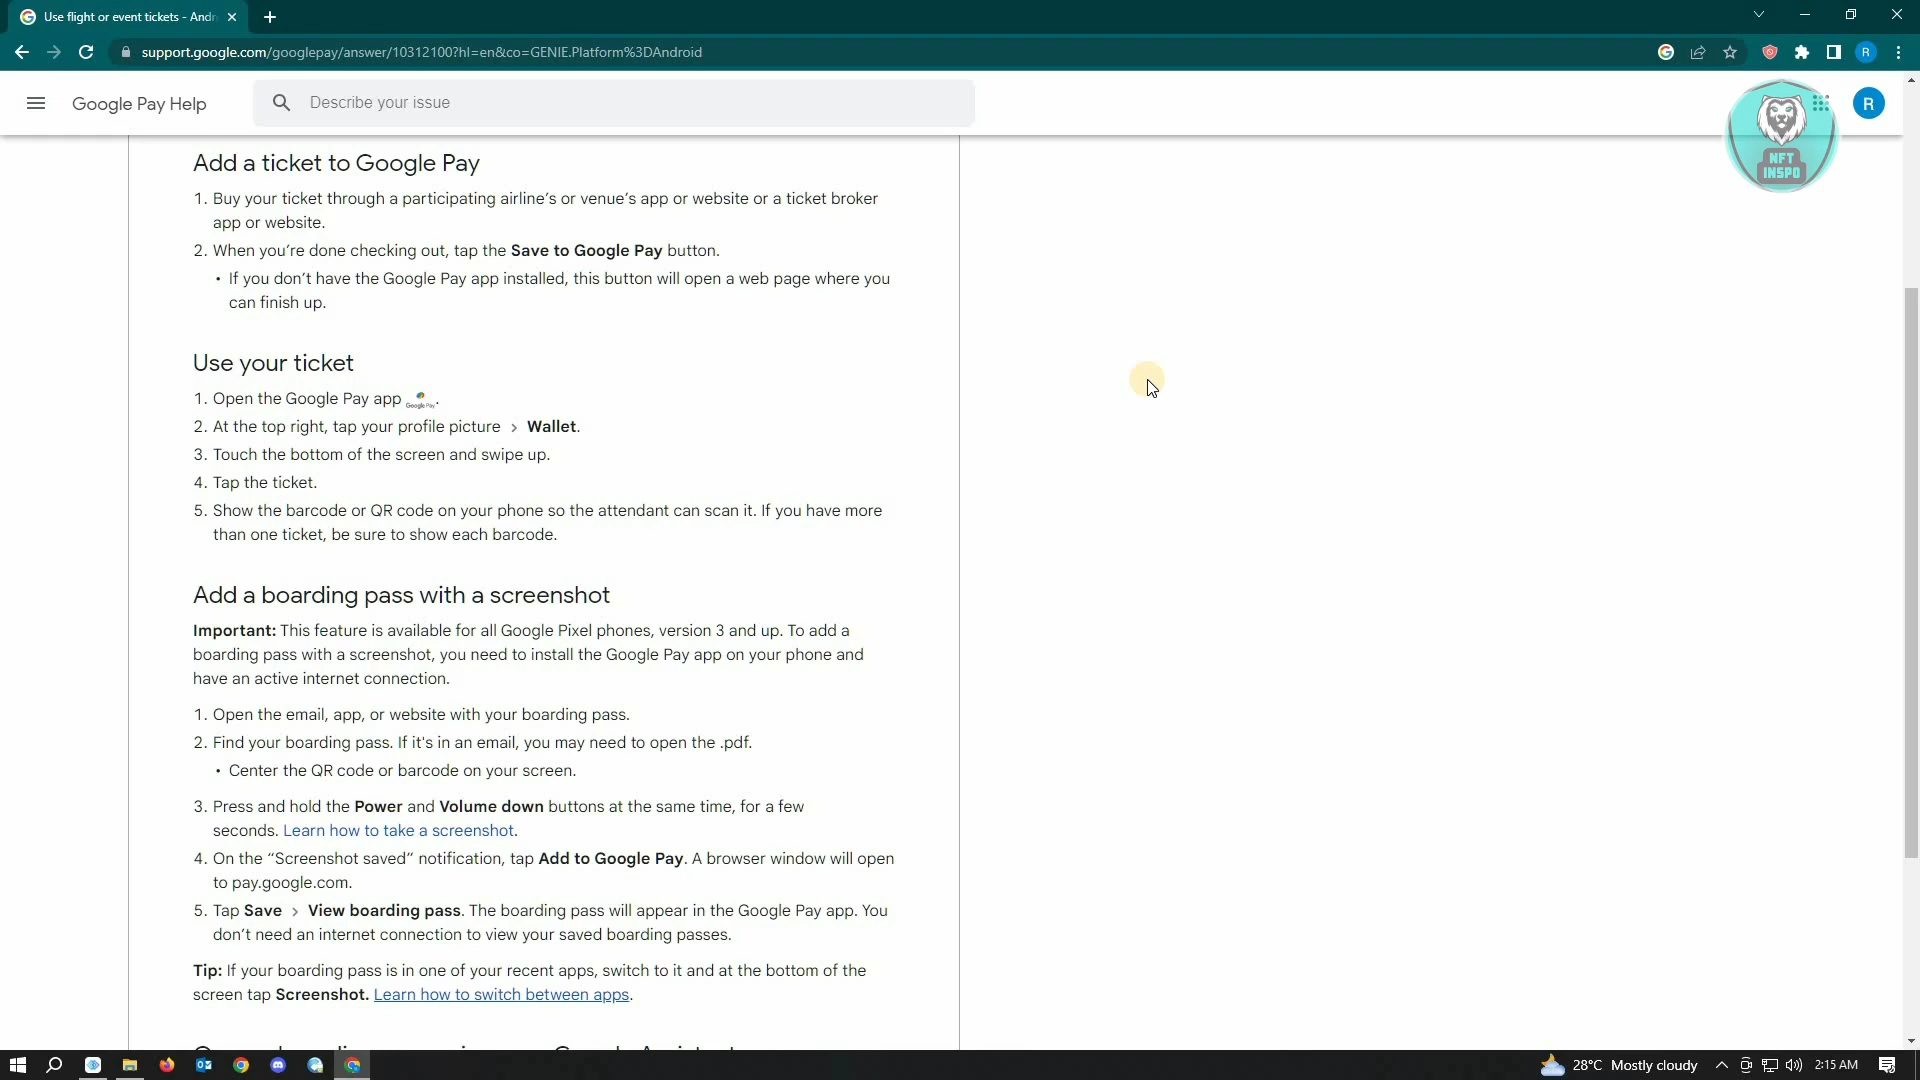 Use flight or event tickets - Andr
support.google.com/googlepay/answer/10312100?hl=en&co=GENIE.Platform%3DAndroid
R
Google Pay Help
Describe your issue
R
NFT
INSPO
Add a ticket to Google Pay
1. Buy your ticket through a participating airline's or venue's app or website or a ticket broker
app or website.
2. When you're done checking out, tap the Save to Google Pay button.
• If you don't have the Google Pay app installed, this button will open a web page where you
can finish up.
Use your ticket
1. Open the Google Pay app Google Pay.
2. At the top right, tap your profile picture > Wallet.
3. Touch the bottom of the screen and swipe up.
4. Tap the ticket.
5. Show the barcode or QR code on your phone so the attendant can scan it. If you have more
than one ticket, be sure to show each barcode.
Add a boarding pass with a screenshot
Important: This feature is available for all Google Pixel phones, version 3 and up. To add a
boarding pass with a screenshot, you need to install the Google Pay app on your phone and
have an active internet connection.
1. Open the email, app, or website with your boarding pass.
2. Find your boarding pass. If it's in an email, you may need to open the .pdf.
• Center the QR code or barcode on your screen.
3. Press and hold the Power and Volume down buttons at the same time, for a few
seconds. Learn how to take a screenshot.
4. On the “Screenshot saved” notification, tap Add to Google Pay. A browser window will open
to pay.google.com.
5. Tap Save > View boarding pass. The boarding pass will appear in the Google Pay app. You
don't need an internet connection to view your saved boarding passes.
Tip: If your boarding pass is in one of your recent apps, switch to it and at the bottom of the
screen tap Screenshot. Learn how to switch between apps.
28°C Mostly cloudy
2:15 AM